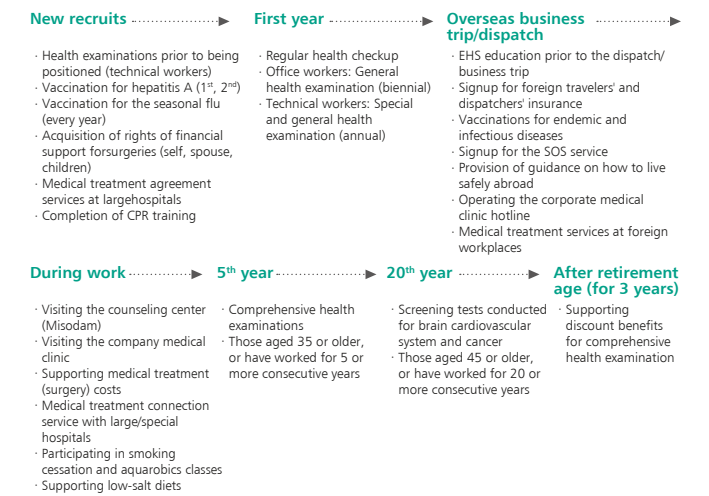 New recruits
· Health examinations prior to being
positioned (technical workers)
· Vaccination for hepatitis A (1st, 2nd)
· Vaccination for the seasonal flu
(every year)
· Acquisition of rights of financial
support forsurgeries (self, spouse,
children)
· Medical treatment agreement
services at largehospitals
· Completion of CPR training
First year
· Regular health checkup
· Office workers: General
health examination (biennial)
· Technical workers: Special
and general health
examination (annual)
Overseas business
trip/dispatch
· EHS education prior to the dispatch/
business trip
· Signup for foreign travelers' and
dispatchers' insurance
· Vaccinations for endemic and
infectious diseases
· Signup for the SOS service
· Provision of guidance on how to live
safely abroad
· Operating the corporate medical
clinic hotline
· Medical treatment services at foreign
workplaces
During work
· Visiting the counseling center
(Misodam)
· Visiting the company medical
clinic
· Supporting medical treatment
(surgery) costs
· Medical treatment connection
service with large/special
hospitals
· Participating in smoking
cessation and aquarobics classes
· Supporting low-salt diets
5th year
· Comprehensive health
examinations
· Those aged 35 or older,
or have worked for 5 or
more consecutive years
20th year
· Screening tests conducted
for brain cardiovascular
system and cancer
· Those aged 45 or older,
or have worked for 20 or
more consecutive years
After retirement
age (for 3 years)
· Supporting
discount benefits
for comprehensive
health examination